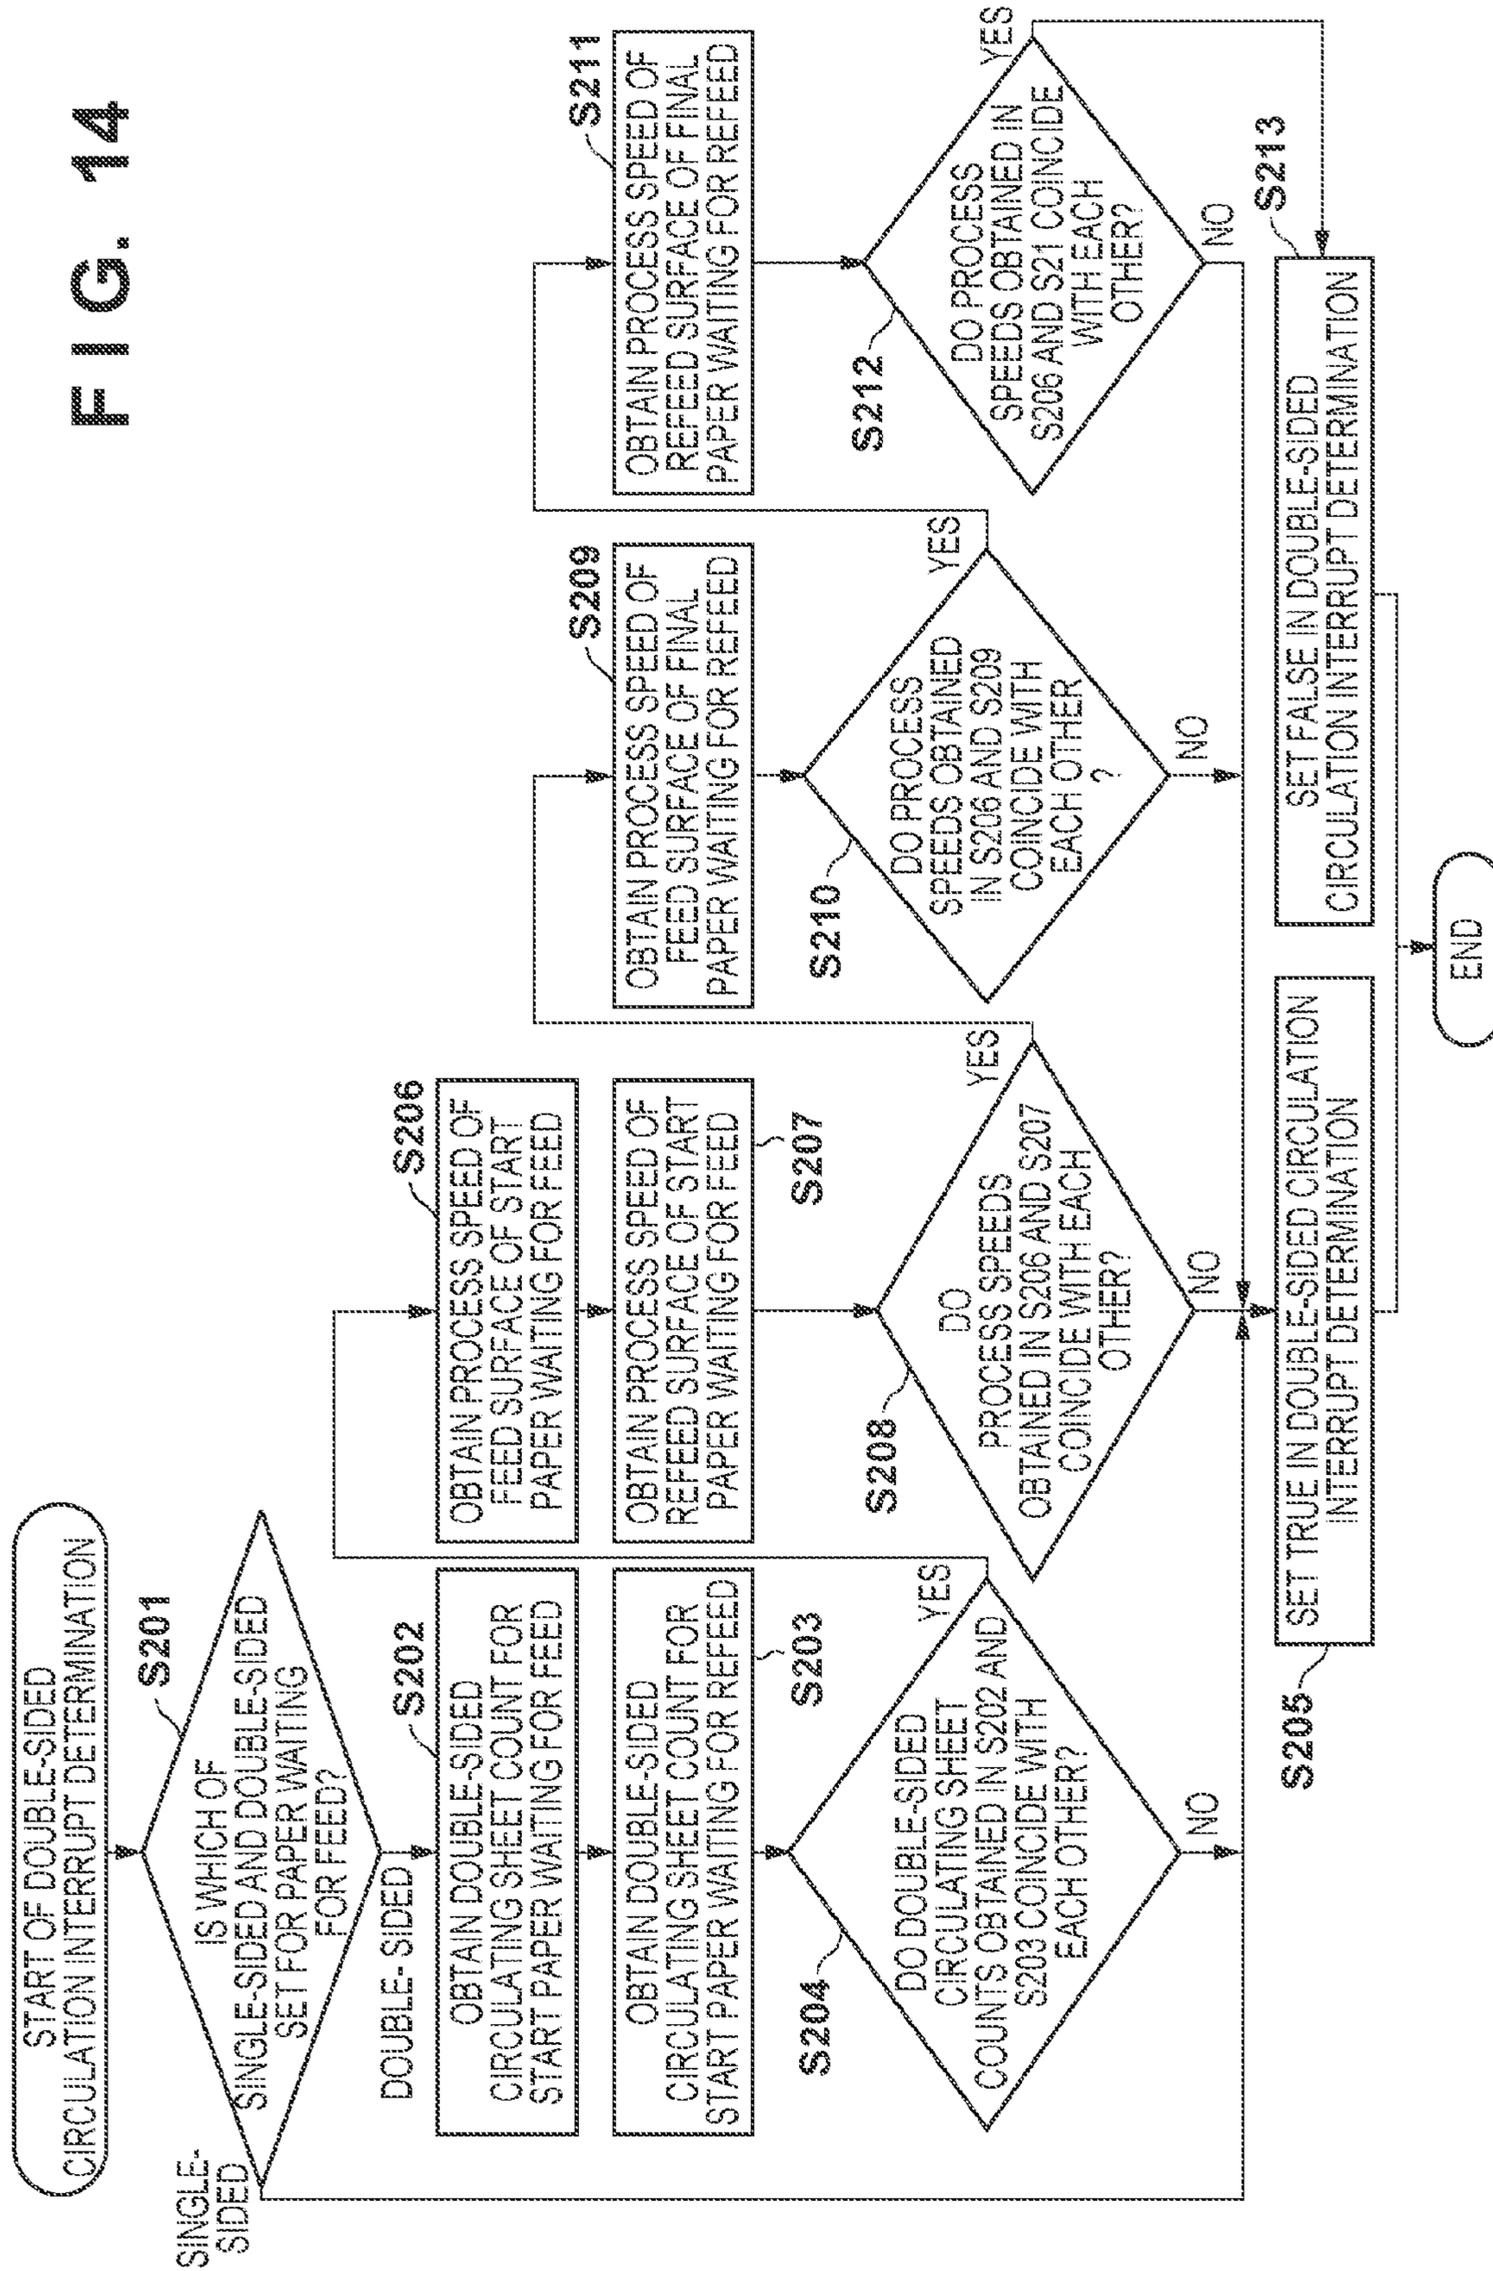 FIG. 14
START OF DOUBLE-SIDED
CIRCULATION INTERRUPT DETERMINATION
S201
IS WHICH OF
SINGLE-SIDED AND DOUBLE-SIDED
SET FOR PAPER WAITING
FOR FEED?
SINGLE-
SIDED
DOUBLE-SIDED
S202
OBTAIN DOUBLE-SIDED
CIRCULATING SHEET COUNT FOR
START PAPER WAITING FOR FEED
OBTAIN DOUBLE-SIDED
CIRCULATING SHEET COUNT FOR
START PAPER WAITING FOR REFEED
S203
S204
DO DOUBLE-SIDED
CIRCULATING SHEET
COUNTS OBTAINED IN S202 AND
S203 COINCIDE WITH
EACH OTHER?
YES
NO
S206
OBTAIN PROCESS SPEED OF
FEED SURFACE OF START
PAPER WAITING FOR FEED
OBTAIN PROCESS SPEED OF
REFEED SURFACE OF START
PAPER WAITING FOR FEED
S207
S208
DO
PROCESS SPEEDS
OBTAINED IN S206 AND S207
COINCIDE WITH EACH
OTHER?
YES
NO
S209
OBTAIN PROCESS SPEED OF
FEED SURFACE OF FINAL
PAPER WAITING FOR REFEED
S210
DO PROCESS
SPEEDS OBTAINED
IN S206 AND S209
COINCIDE WITH
EACH OTHER
?
YES
NO
S211
OBTAIN PROCESS SPEED OF
REFEED SURFACE OF FINAL
PAPER WAITING FOR REFEED
S212
DO PROCESS
SPEEDS OBTAINED IN
S206 AND S21 COINCIDE
WITH EACH
OTHER?
YES
NO
S205
SET TRUE IN DOUBLE-SIDED CIRCULATION
INTERRUPT DETERMINATION
S213
SET FALSE IN DOUBLE-SIDED
CIRCULATION INTERRUPT DETERMINATION
END